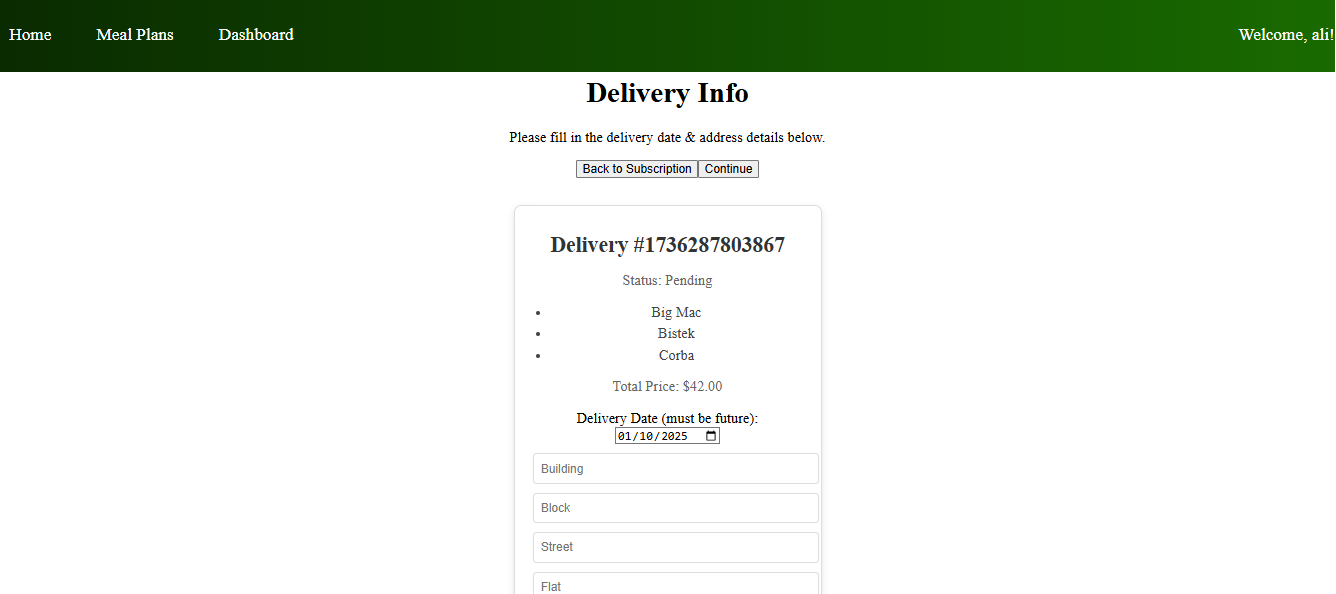 Home Meal Plans Dashboard Welcome, ali!
Delivery Info
Please fill in the delivery date & address details below.
Back to Subscription Continue
Delivery #1736287803867
Status: Pending
Big Mac
Bistek
Corba
Total Price: $42.00
Delivery Date (must be future):
01/10/2025
Building
Block
Street
Flat